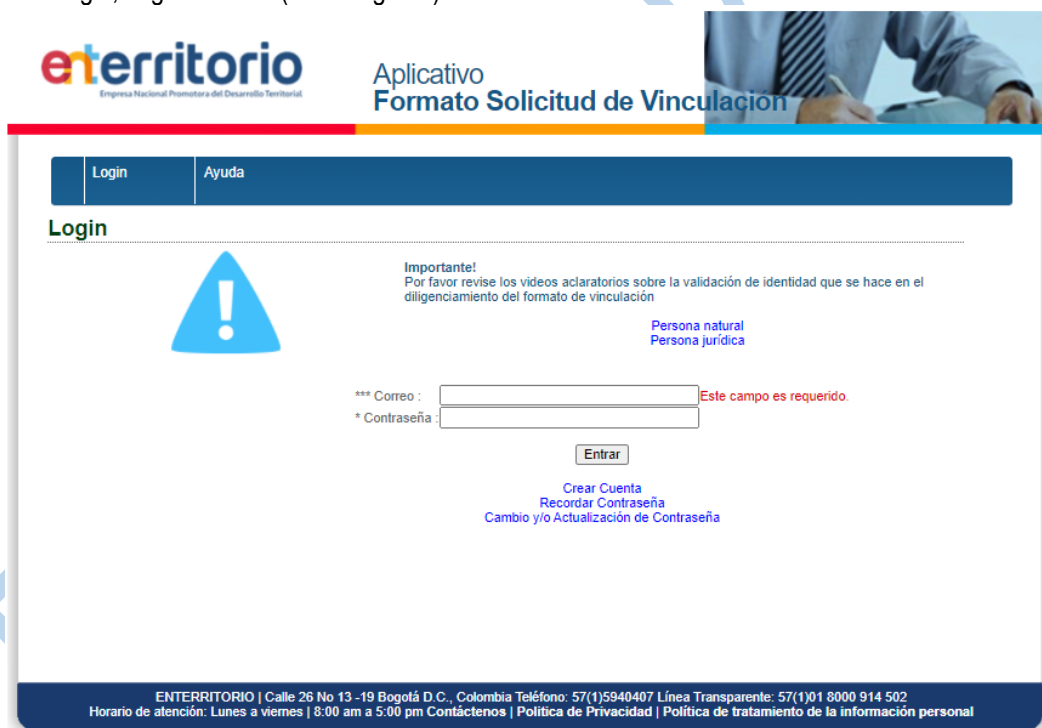 enterritorio
Empresa Nacional Promotora del Desarrollo Territorial
Aplicativo
Formato Solicitud de Vinculación
Login Ayuda
Login
Importante!
Por favor revise los videos aclaratorios sobre la validación de identidad que se hace en el
diligenciamiento del formato de vinculación
Persona natural
Persona jurídica
*** Correo : Este campo es requerido.
* Contraseña :
Entrar
Crear Cuenta
Recordar Contraseña
Cambio y/o Actualización de Contraseña
ENTERRITORIO | Calle 26 No 13 -19 Bogotá D.C., Colombia Teléfono: 57(1)5940407 Línea Transparente: 57(1)01 8000 914 502
Horario de atención: Lunes a viernes | 8:00 am a 5:00 pm Contáctenos | Politica de Privacidad | Política de tratamiento de la información personal